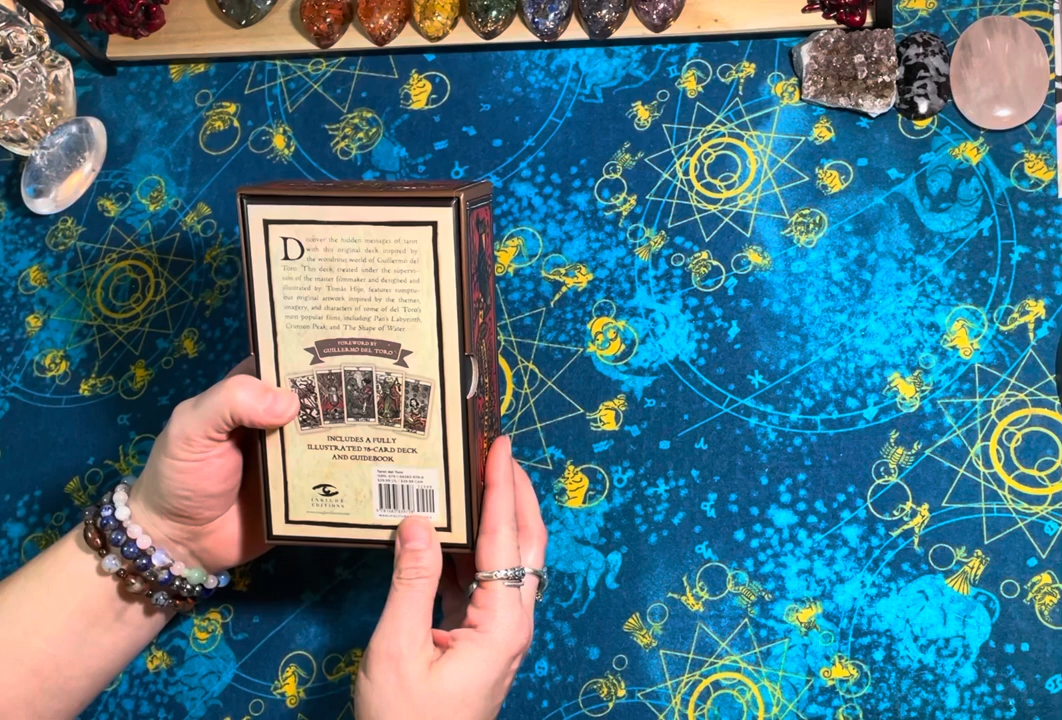 Discover the hidden messages of tarot
with this original deck inspired by
the wondrous world of Guillermo del
Toro. This deck, created under the supervi-
sion of the master filmmaker and designed and
illustrated by Tomás Hijo, features sumptu-
ous original artwork inspired by the themes,
imagery, and characters of some of del Toro's
most popular films, including Pan's Labyrinth,
Crimson Peak, and The Shape of Water.
FOREWORD BY
GUILLERMO DEL TORO
INCLUDES A FULLY
ILLUSTRATED 78-CARD DECK
AND GUIDEBOOK
Tarot del Toro
INSIGHT
EDITIONS